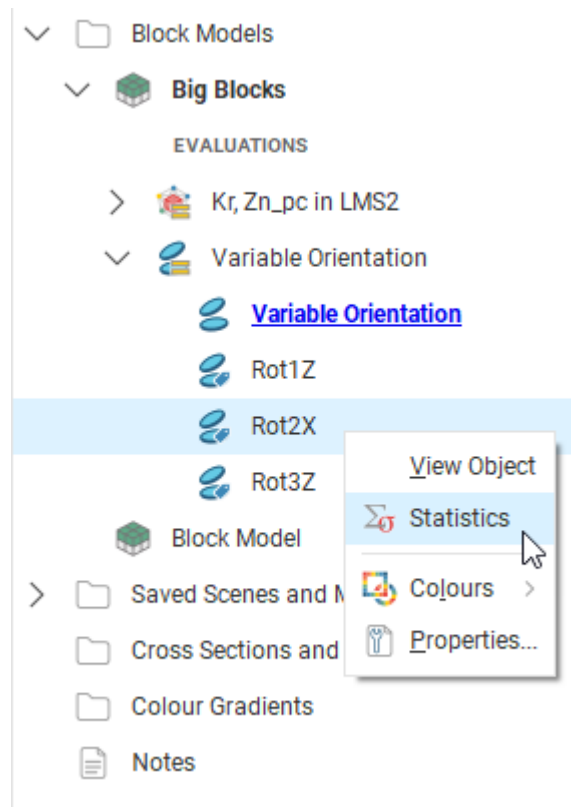 Block Models
Big Blocks
EVALUATIONS
Kr, Zn_pc in LMS2
Variable Orientation
Variable Orientation
Rot1Z
Rot2X
Rot3Z
View Object
Statistics
Colours
Properties...
Block Model
Saved Scenes and
Cross Sections and
Colour Gradients
Notes